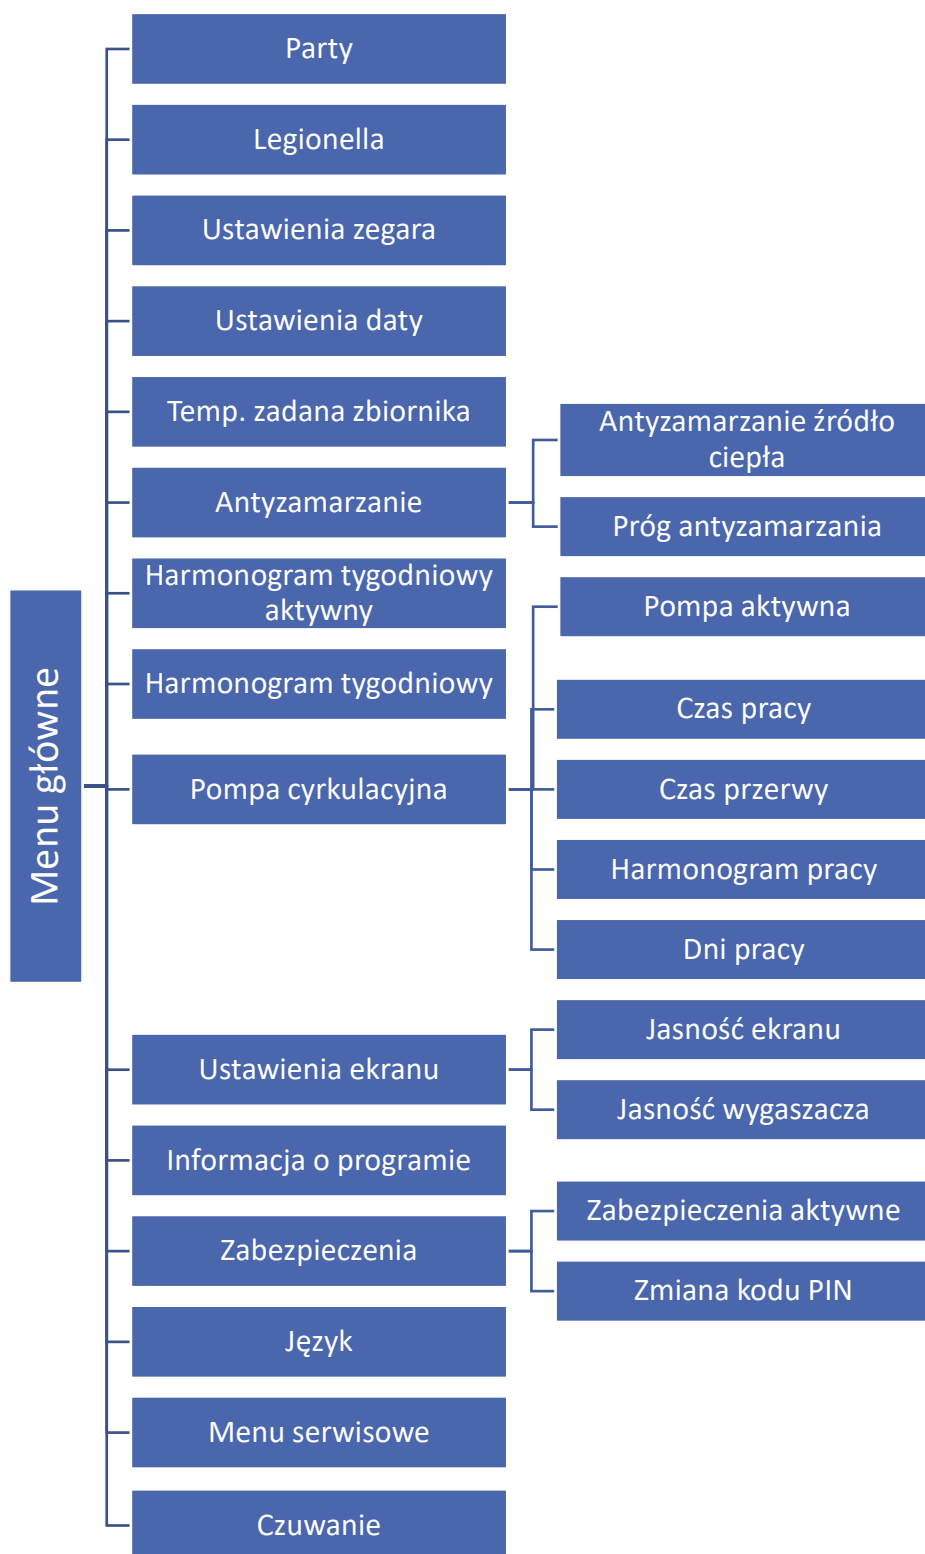 Menu główne
Party
Legionella
Ustawienia zegara
Ustawienia daty
Temp. zadana zbiornika
Antyzamarzanie
Antyzamarzanie źródło
ciepła
Próg antyzamarzania
Harmonogram tygodniowy
aktywny
Harmonogram tygodniowy
Pompa cyrkulacyjna
Pompa aktywna
Czas pracy
Czas przerwy
Harmonogram pracy
Dni pracy
Ustawienia ekranu
Jasność ekranu
Jasność wygaszacza
Informacja o programie
Zabezpieczenia
Zabezpieczenia aktywne
Zmiana kodu PIN
Język
Menu serwisowe
Czuwanie